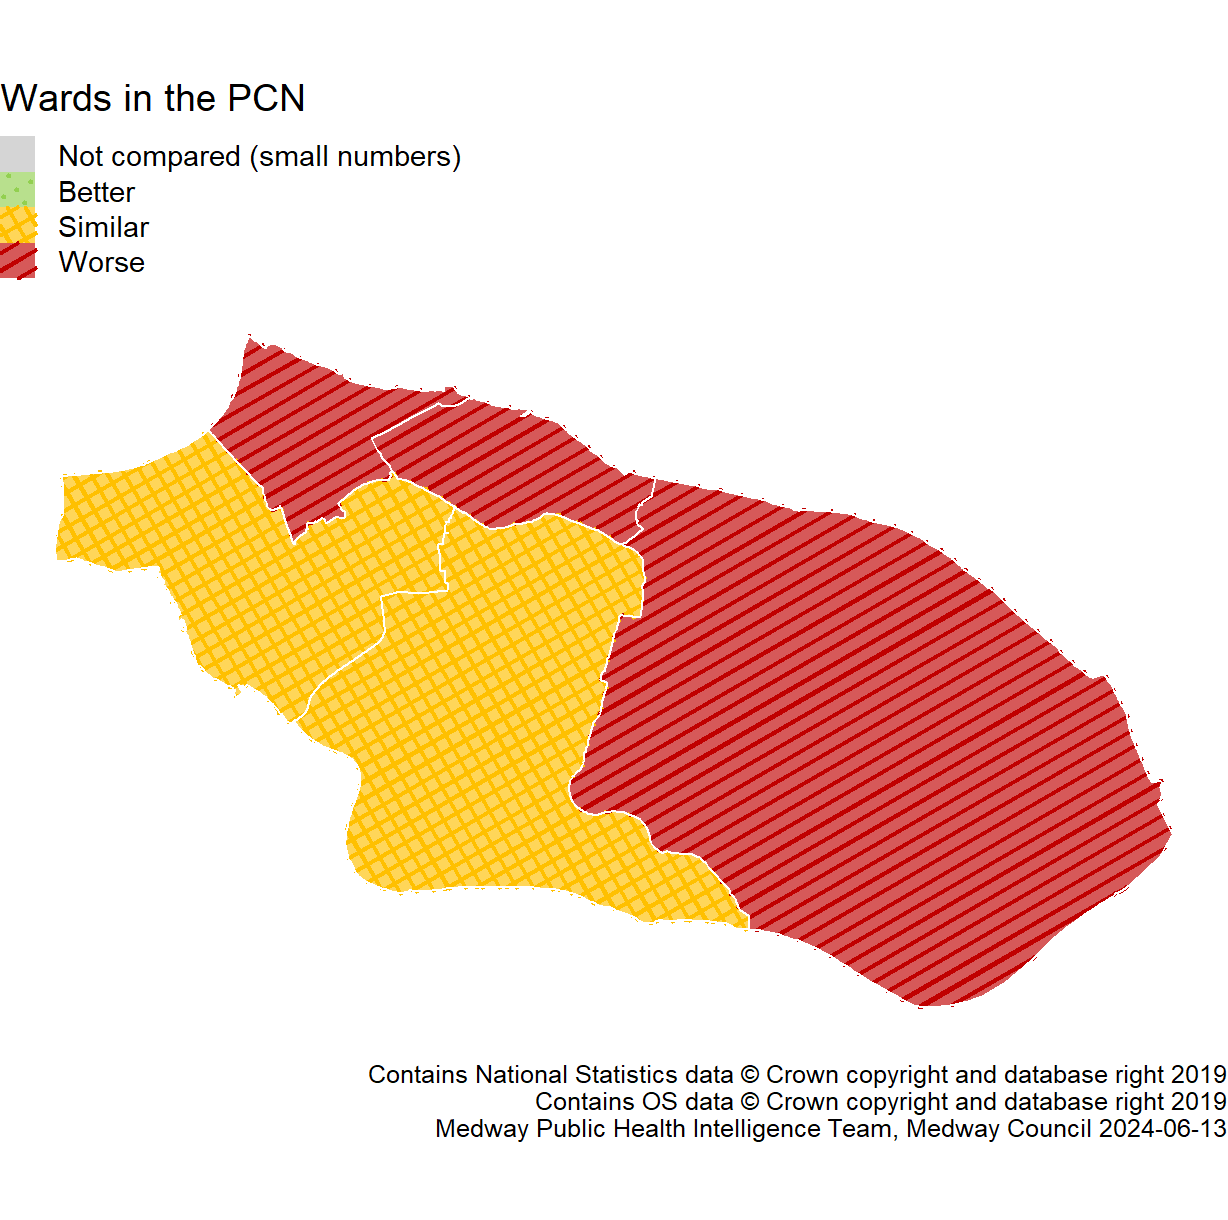 Wards in the PCN
Not compared (small numbers)
Better
Similar
Worse
Contains National Statistics data © Crown copyright and database right 2019
Contains OS data © Crown copyright and database right 2019
Medway Public Health Intelligence Team, Medway Council 2024-06-13